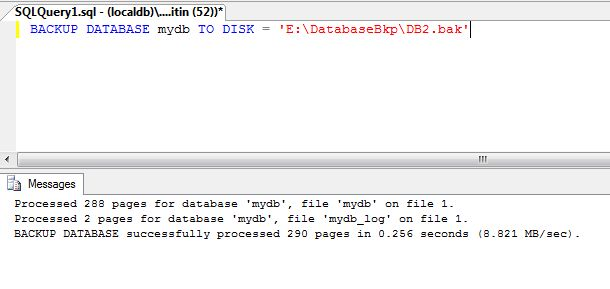 SQLQuery1.sql - (localdb)\....itin (52))*
BACKUP DATABASE mydb TO DISK = 'E:\DatabaseBkp\DB2.bak'
Messages
Processed 288 pages for database 'mydb', file 'mydb' on file 1.
Processed 2 pages for database 'mydb', file 'mydb_log' on file 1.
BACKUP DATABASE successfully processed 290 pages in 0.256 seconds (8.821 MB/sec).